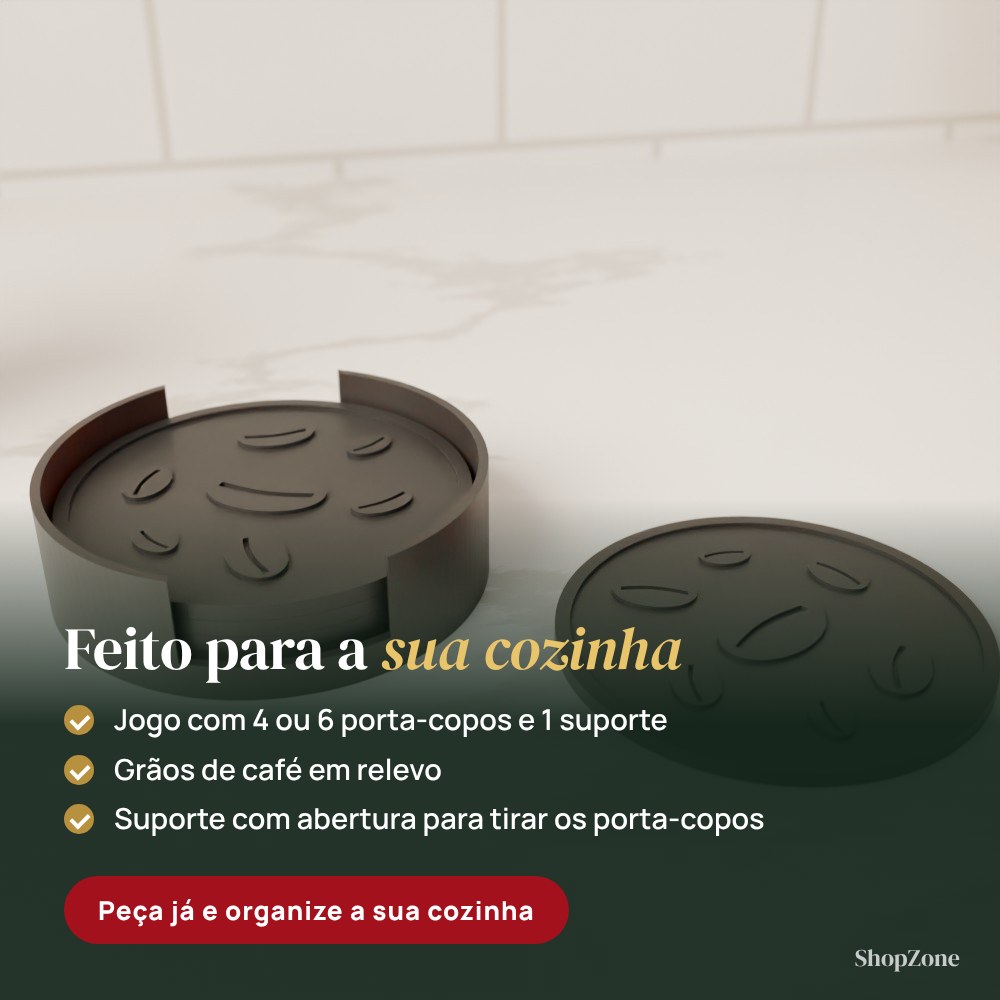 Feito para a sua cozinha
Jogo com 4 ou 6 porta-copos e 1 suporte
Grãos de café em relevo
Suporte com abertura para tirar os porta-copos
Peça já e organize a sua cozinha
ShopZone